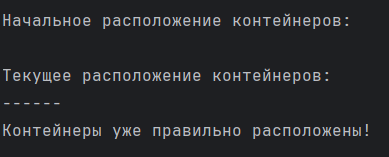 Начальное расположение контейнеров:
Текущее расположение контейнеров:
------
Контейнеры уже правильно расположены!